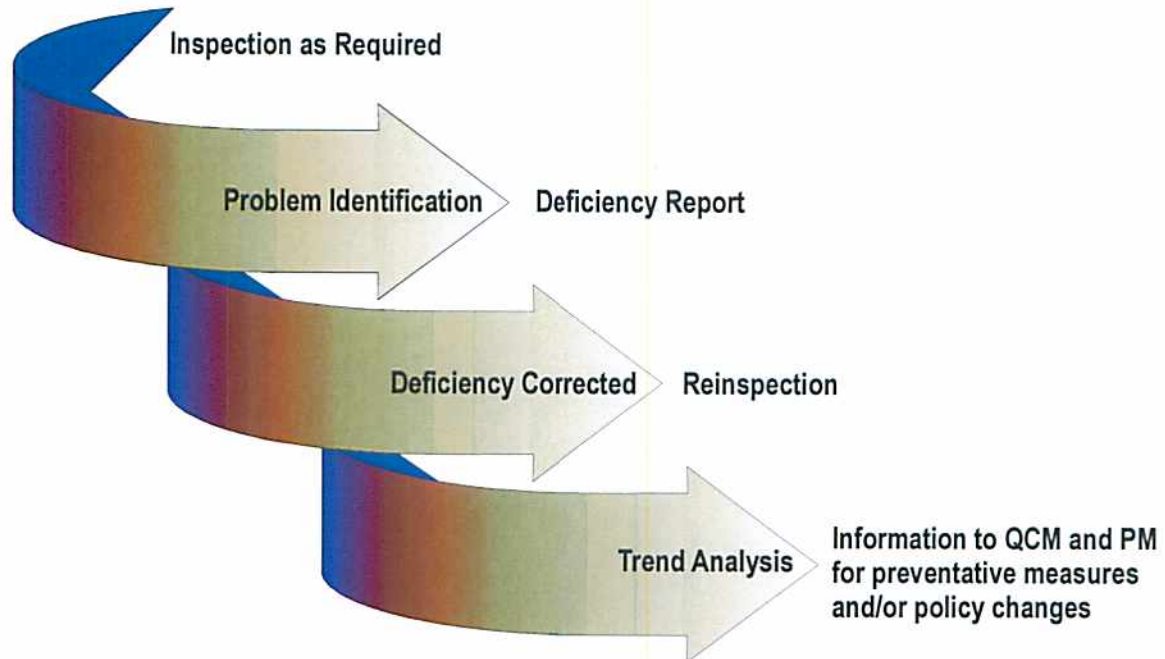 Inspection as Required
Problem Identification
Deficiency Report
Deficiency Corrected
Reinspection
Trend Analysis
Information to QCM and PM
for preventative measures
and/or policy changes